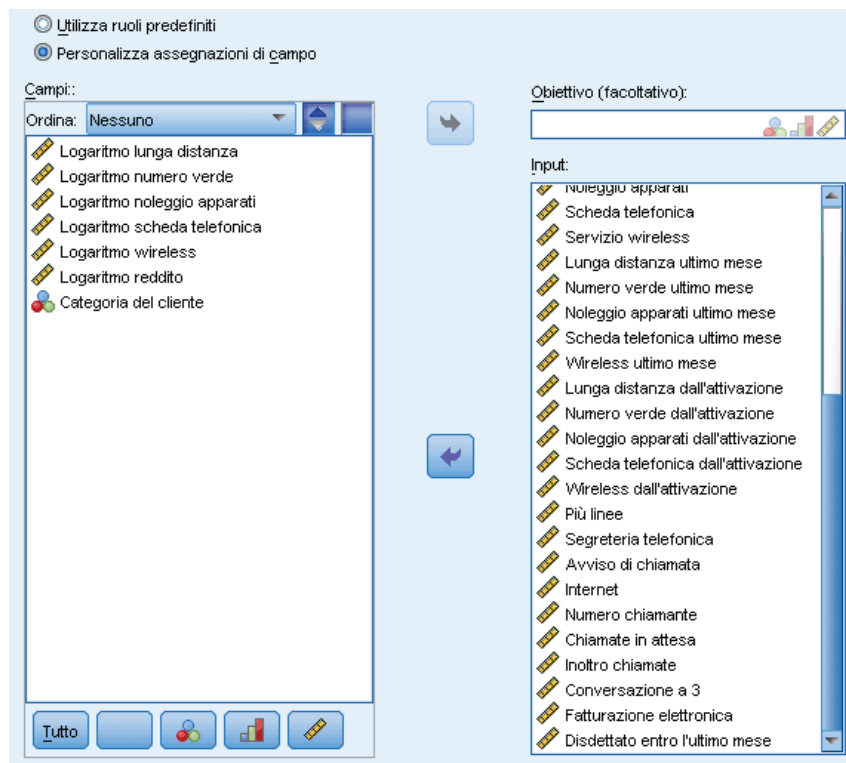 Utilizza ruoli predefiniti
Personalizza assegnazioni di campo
Campi::
Ordina: Nessuno
Logaritmo lunga distanza
Logaritmo numero verde
Logaritmo noleggio apparati
Logaritmo scheda telefonica
Logaritmo wireless
Logaritmo reddito
Categoria del cliente
Tutto
Obiettivo (facoltativo):
Input:
Noleggio apparati
Scheda telefonica
Servizio wireless
Lunga distanza ultimo mese
Numero verde ultimo mese
Noleggio apparati ultimo mese
Scheda telefonica ultimo mese
Wireless ultimo mese
Lunga distanza dall'attivazione
Numero verde dall'attivazione
Noleggio apparati dall'attivazione
Scheda telefonica dall'attivazione
Wireless dall'attivazione
Più linee
Segreteria telefonica
Avviso di chiamata
Internet
Numero chiamante
Chiamate in attesa
Inoltro chiamate
Conversazione a 3
Fatturazione elettronica
Disdettato entro l'ultimo mese